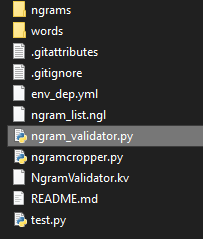 ngrams
words
.gitattributes
.gitignore
env_dep.yml
ngram_list.ngl
ngram_validator.py
ngramcropper.py
NgramValidator.kv
README.md
test.py